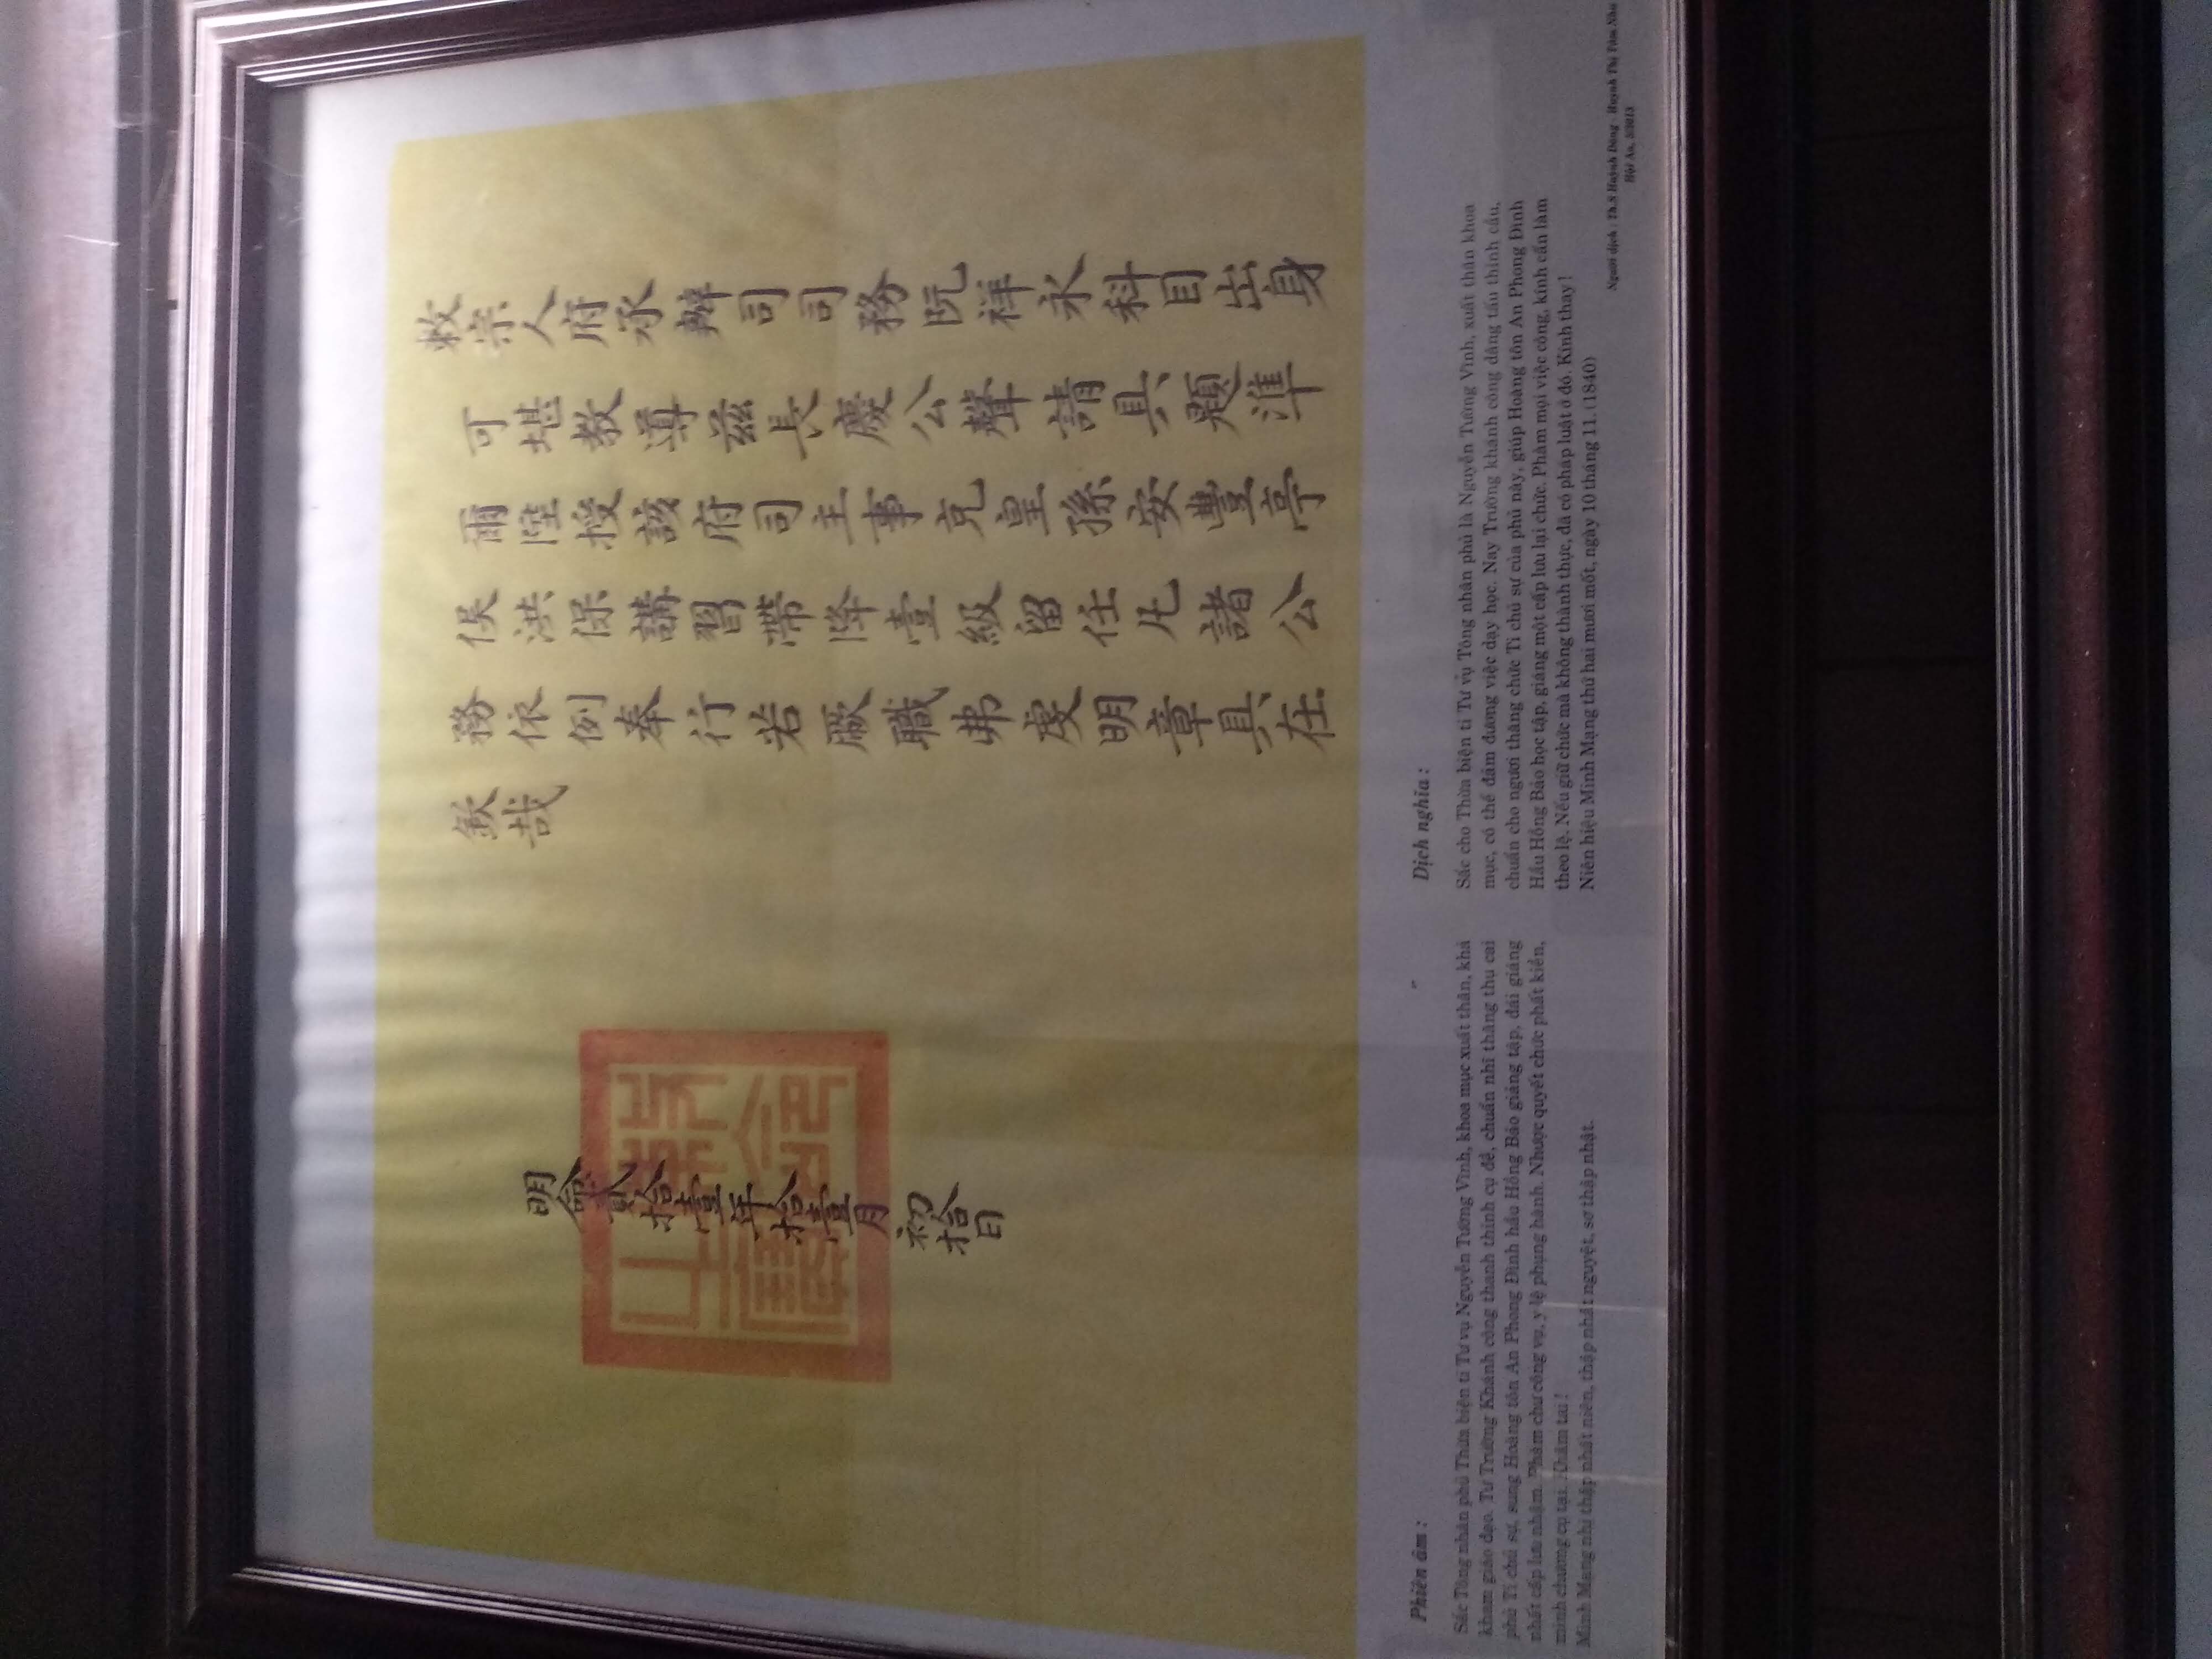 敕宗人府承辦司司務阮祥永科目出身
可堪教導兹長慶公聲請具題準
爾陞授該府司主事充皇孫安豐亭
侯洪保講習帶降壹級留任凡諸公
務依例奉行若厥職弗虔明章具在
欽哉
明命貳拾壹年拾壹月初拾日
敕命
之寶
Phiên âm :
Sắc Tông nhân phủ Thừa biện ti Tư vụ Nguyễn Tường Vĩnh, khoa mục xuất thân, khả
kham giáo đạo. Tư Trường Khánh công thanh thỉnh cụ đề, chuẩn nhĩ thăng thụ cai
phủ Ti chủ sự, sung Hoàng tôn An Phong Đình hầu Hồng Bảo giảng tập, đái giáng
nhất cấp lưu nhậm. Phàm chư công vụ, y lệ phụng hành. Nhược quyết chức phất kiền,
minh chương cụ tại. Khâm tai !
Minh Mạng nhị thập nhất niên, thập nhất nguyệt, sơ thập nhật.
Dịch nghĩa :
Sắc cho Thừa biện ti Tư vụ Tông nhân phủ là Nguyễn Tường Vĩnh, xuất thân khoa
mục, có thể đảm đương việc dạy học. Nay Trường khánh công dâng tấu thỉnh cầu,
chuẩn cho ngươi thăng chức Ti chủ sự của phủ này, giúp Hoàng tôn An Phong Đình
Hầu Hồng Bảo học tập, giáng một cấp lưu lại chức. Phàm mọi việc công, kính cẩn làm
theo lệ. Nếu giữ chức mà không thành thực, đã có pháp luật ở đó. Kính thay !
Niên hiệu Minh Mạng thứ hai mươi mốt, ngày 10 tháng 11. (1840)
Người dịch : Th.S Huỳnh Dõng - Huỳnh Thị Tâm Như
Hội An,